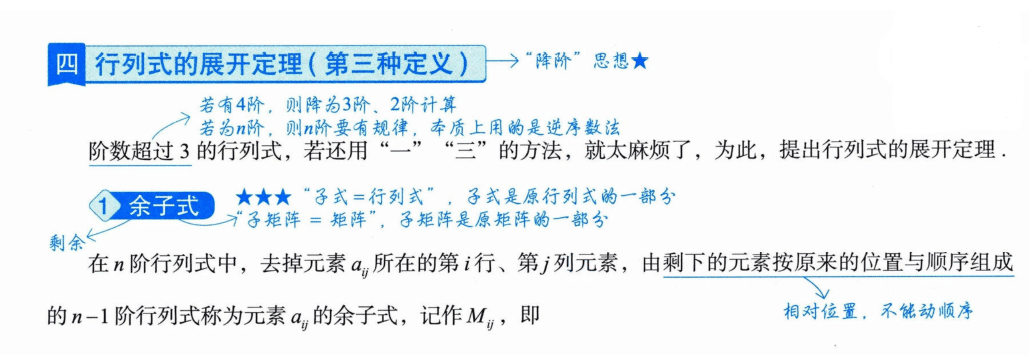 四 行列式的展开定理（第三种定义） → “降阶”思想★
若有4阶，则降为3阶、2阶计算
若为n阶，则n阶要有规律，本质上用的是逆序数法
阶数超过 3 的行列式，若还用“一”“三”的方法，就太麻烦了，为此，提出行列式的展开定理．
1 余子式 ★★★ “子式=行列式”，子式是原行列式的一部分
“子矩阵 = 矩阵”，子矩阵是原矩阵的一部分
剩余
在 n 阶行列式中，去掉元素 aᵢⱼ 所在的第 i 行、第 j 列元素，由剩下的元素按原来的位置与顺序组成
的 n−1 阶行列式称为元素 aᵢⱼ 的余子式，记作 Mᵢⱼ，即
相对位置，不能动顺序